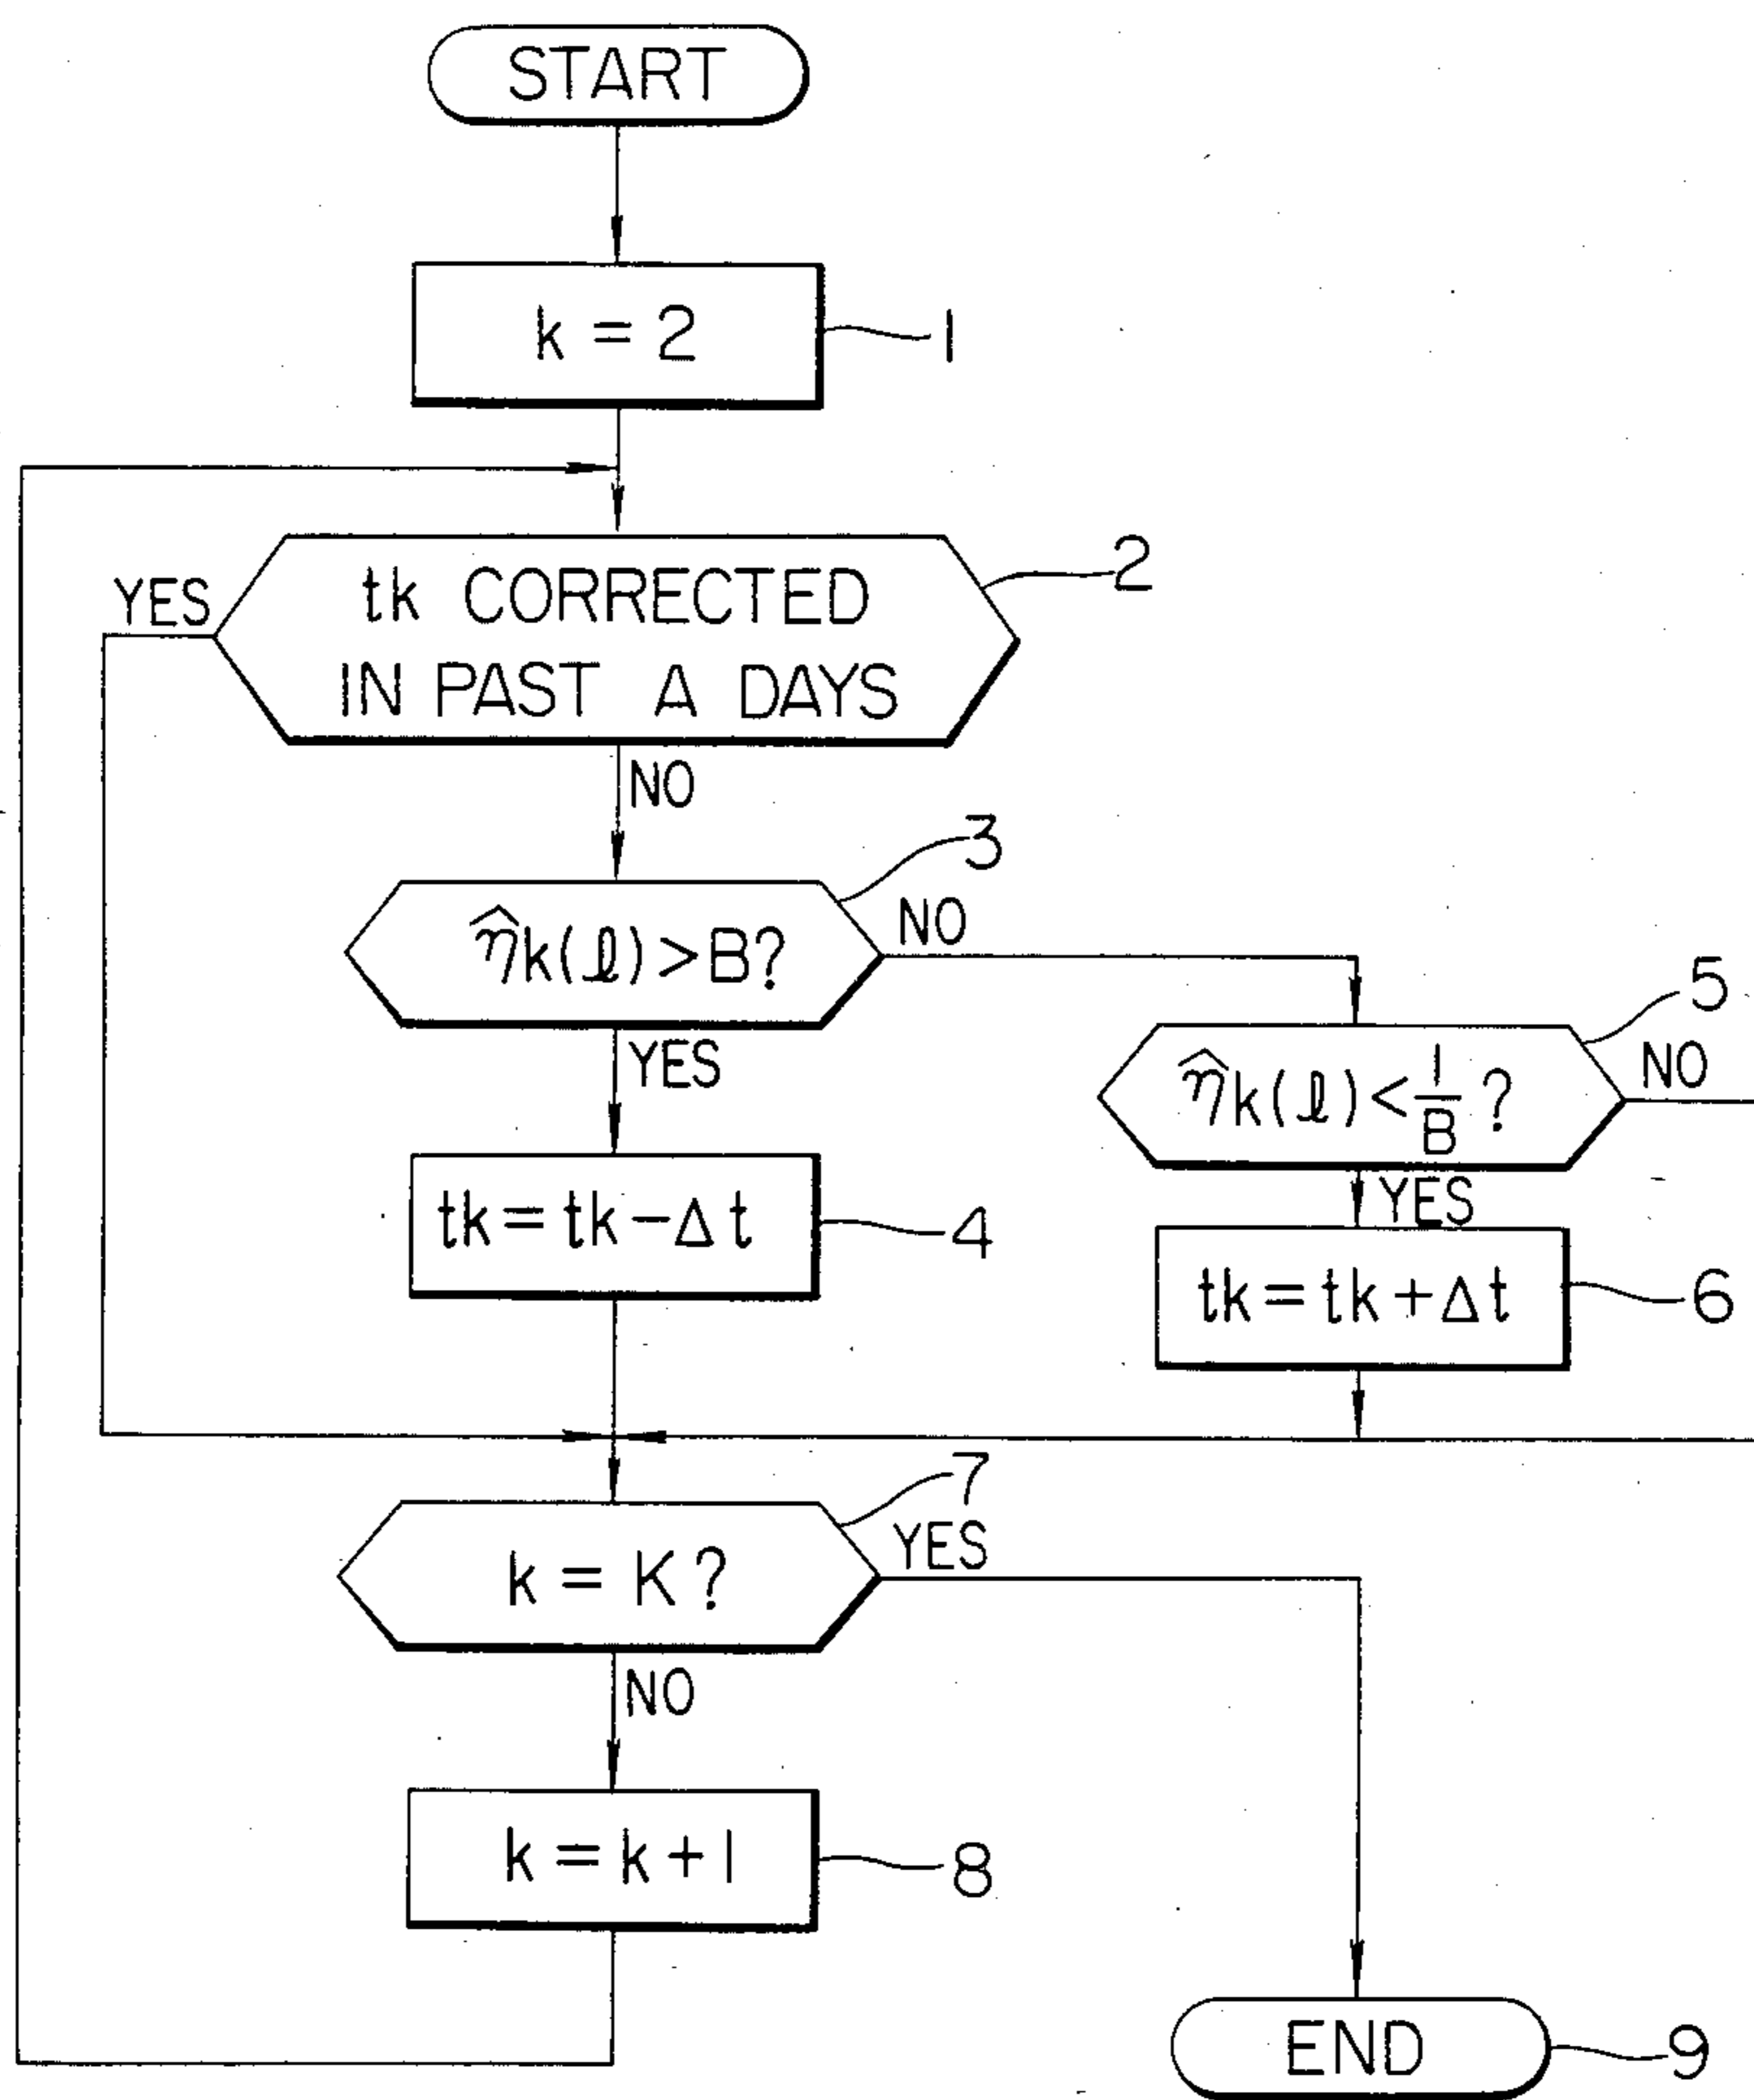 START
k = 2
1
2
YES
tk CORRECTED
IN PAST A DAYS
NO
3
η̂k(ℓ)>B?
NO
5
YES
η̂k(ℓ)<1/B?
NO
tk=tk-Δt
4
YES
tk=tk+Δt
6
7
k = K?
YES
NO
k = k+1
8
END
9